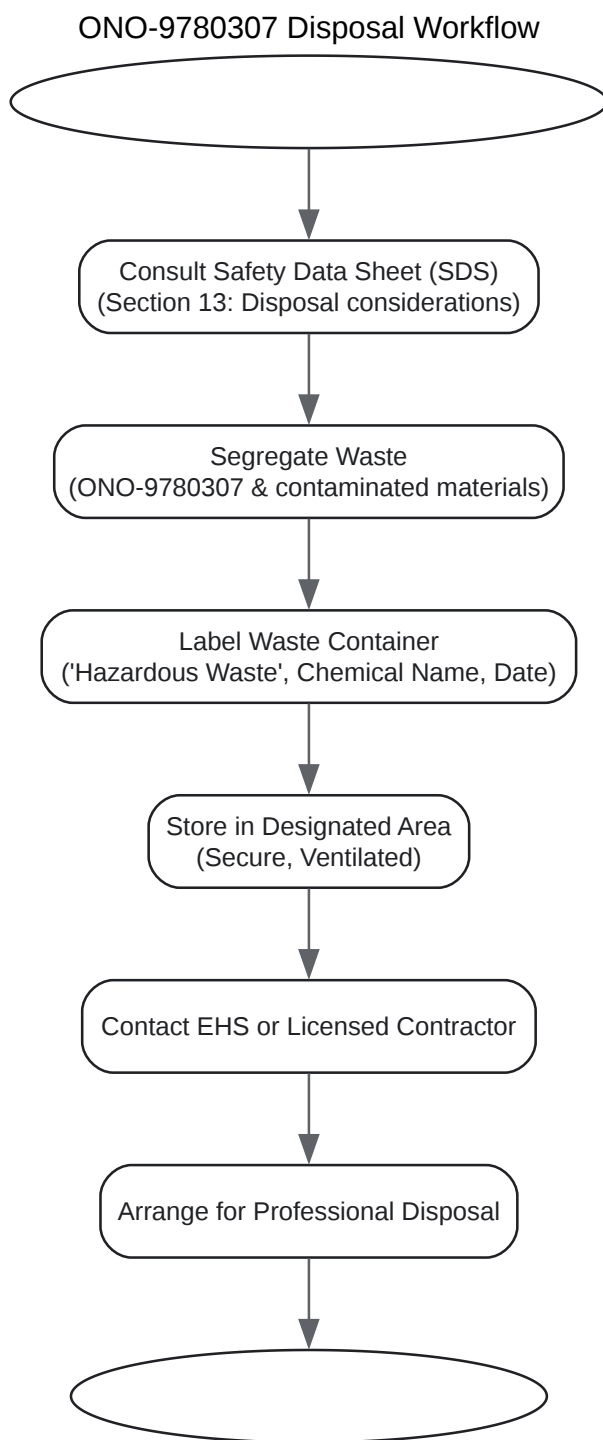 ONO-9780307 Disposal Workflow
Consult Safety Data Sheet (SDS)
(Section 13: Disposal considerations)
Segregate Waste
(ONO-9780307 & contaminated materials)
Label Waste Container
('Hazardous Waste', Chemical Name, Date)
Store in Designated Area
(Secure, Ventilated)
Contact EHS or Licensed Contractor
Arrange for Professional Disposal